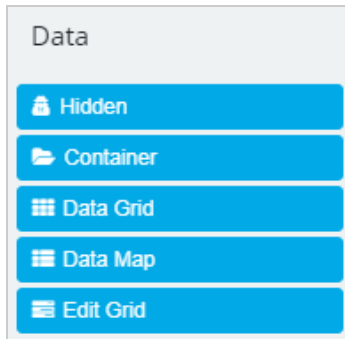 Data
Hidden
Container
Data Grid
Data Map
Edit Grid